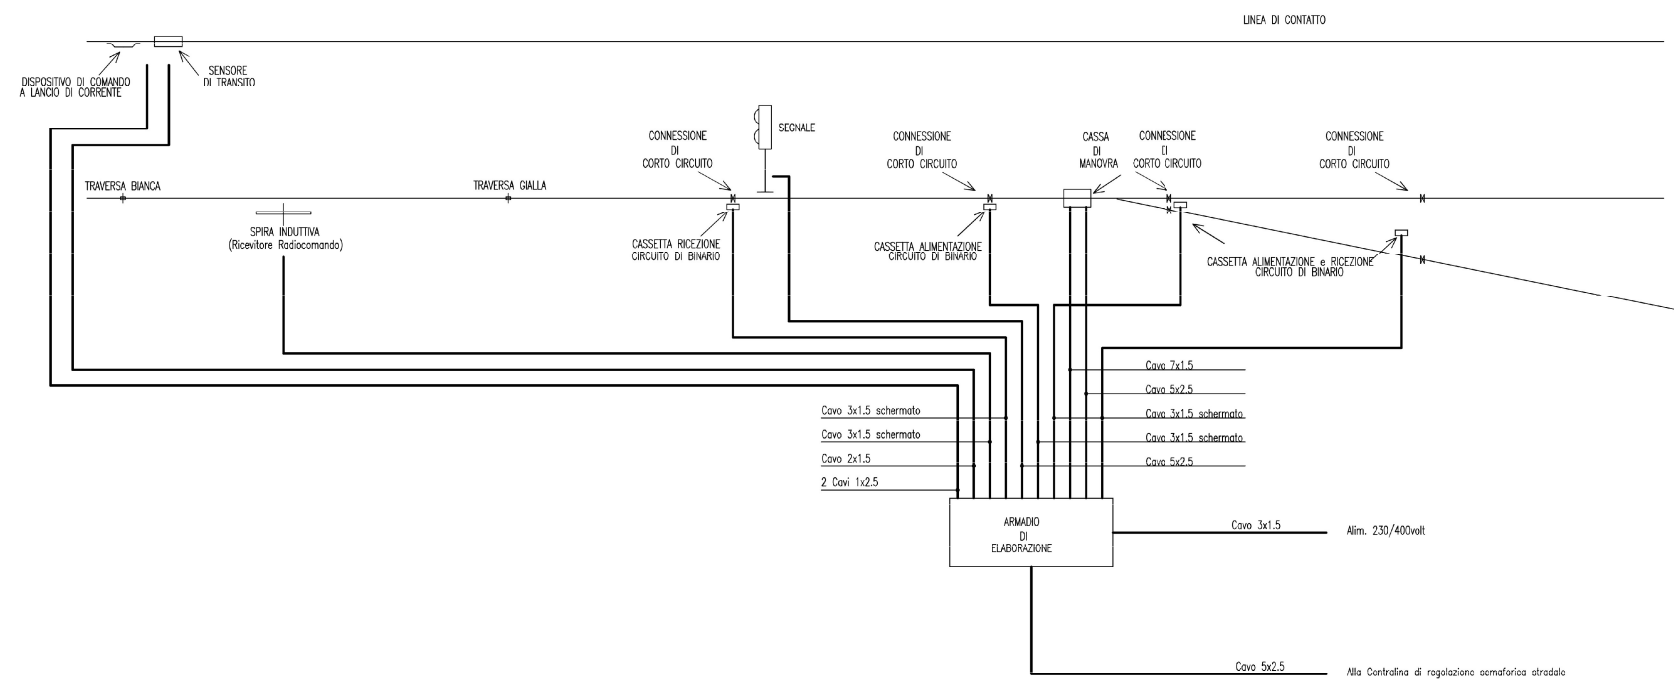 LINEA DI CONTATTO
DISPOSITIVO DI COMANDO
A LANCIO DI CORRENTE
SENSORE
DI TRANSITO
TRAVERSA BIANCA
TRAVERSA GIALLA
SPIRA INDUTTIVA
(Ricevitore Radiocomando)
CONNESSIONE
DI
CORTO CIRCUITO
SEGNALE
CONNESSIONE
DI
CORTO CIRCUITO
CASSA
DI
MANOVRA
CONNESSIONE
DI
CORTO CIRCUITO
CONNESSIONE
DI
CORTO CIRCUITO
CASSETTA RICEZIONE
CIRCUITO DI BINARIO
CASSETTA ALIMENTAZIONE
CIRCUITO DI BINARIO
CASSETTA ALIMENTAZIONE e RICEZIONE
CIRCUITO DI BINARIO
Cavo 3x1.5 schermato
Cavo 3x1.5 schermato
Cavo 2x1.5
2 Cavi 1x2.5
Cavo 7x1.5
Cavo 5x2.5
Cavo 3x1.5 schermato
Cavo 3x1.5 schermato
Cavo 5x2.5
ARMADIO
DI
ELABORAZIONE
Cavo 3x1.5
Alim. 230/400volt
Cavo 5x2.5
Alla Centralina di regolazione semaforica stradale